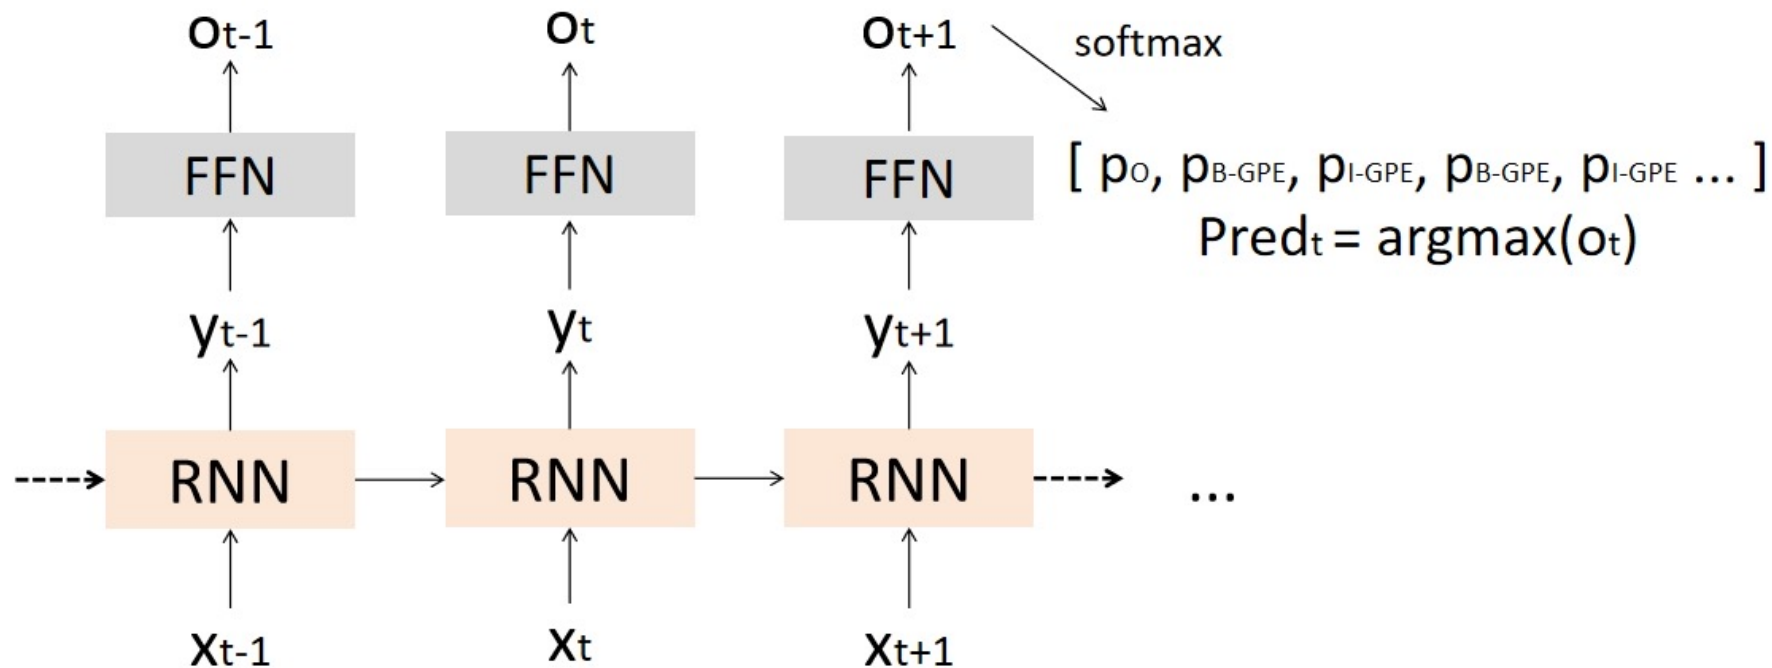 ot-1 ot ot+1 softmax
FFN FFN FFN [ pO, pB-GPE, pI-GPE, pB-GPE, pI-GPE ... ]
Predt = argmax(ot)
yt-1 yt yt+1
RNN RNN RNN ...
xt-1 xt xt+1